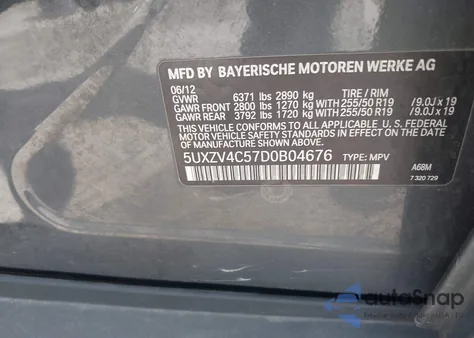 MFD BY BAYERISCHE MOTOREN WERKE AG
06/12 TIRE / RIM
GVWR 6371 lbs 2890 kg
GAWR FRONT 2800 lbs 1270 kg WITH 255/50 R19 /9.0J x 19
GAWR REAR 3792 lbs 1720 kg WITH 255/50 R19 /9.0J x 19
THIS VEHICLE CONFORMS TO ALL APPLICABLE U.S. FEDERAL MOTOR VEHICLE
SAFETY AND THEFT PREVENTION STANDARDS IN EFFECT ON THE DATE OF
MANUFACTURE SHOWN ABOVE.
5UXZV4C57D0B04676 TYPE: MPV
A68M
7 320 729
autoSnap